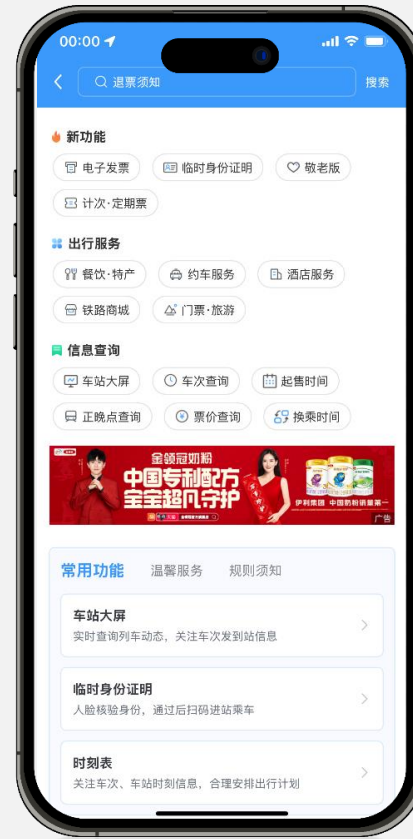 00:00
退票须知
搜索
新功能
电子发票
临时身份证明
敬老版
计次·定期票
出行服务
餐饮·特产
约车服务
酒店服务
铁路商城
门票·旅游
信息查询
车站大屏
车次查询
起售时间
正晚点查询
票价查询
换乘时间
金领冠奶粉
中国专利配方
宝宝超凡守护
伊利集团 中国奶粉销量第一
广告
常用功能 温馨服务 规则须知
车站大屏
实时查询列车动态，关注车次发到站信息
临时身份证明
人脸核验身份，通过后扫码进站乘车
时刻表
关注车次、车站时刻信息，合理安排出行计划